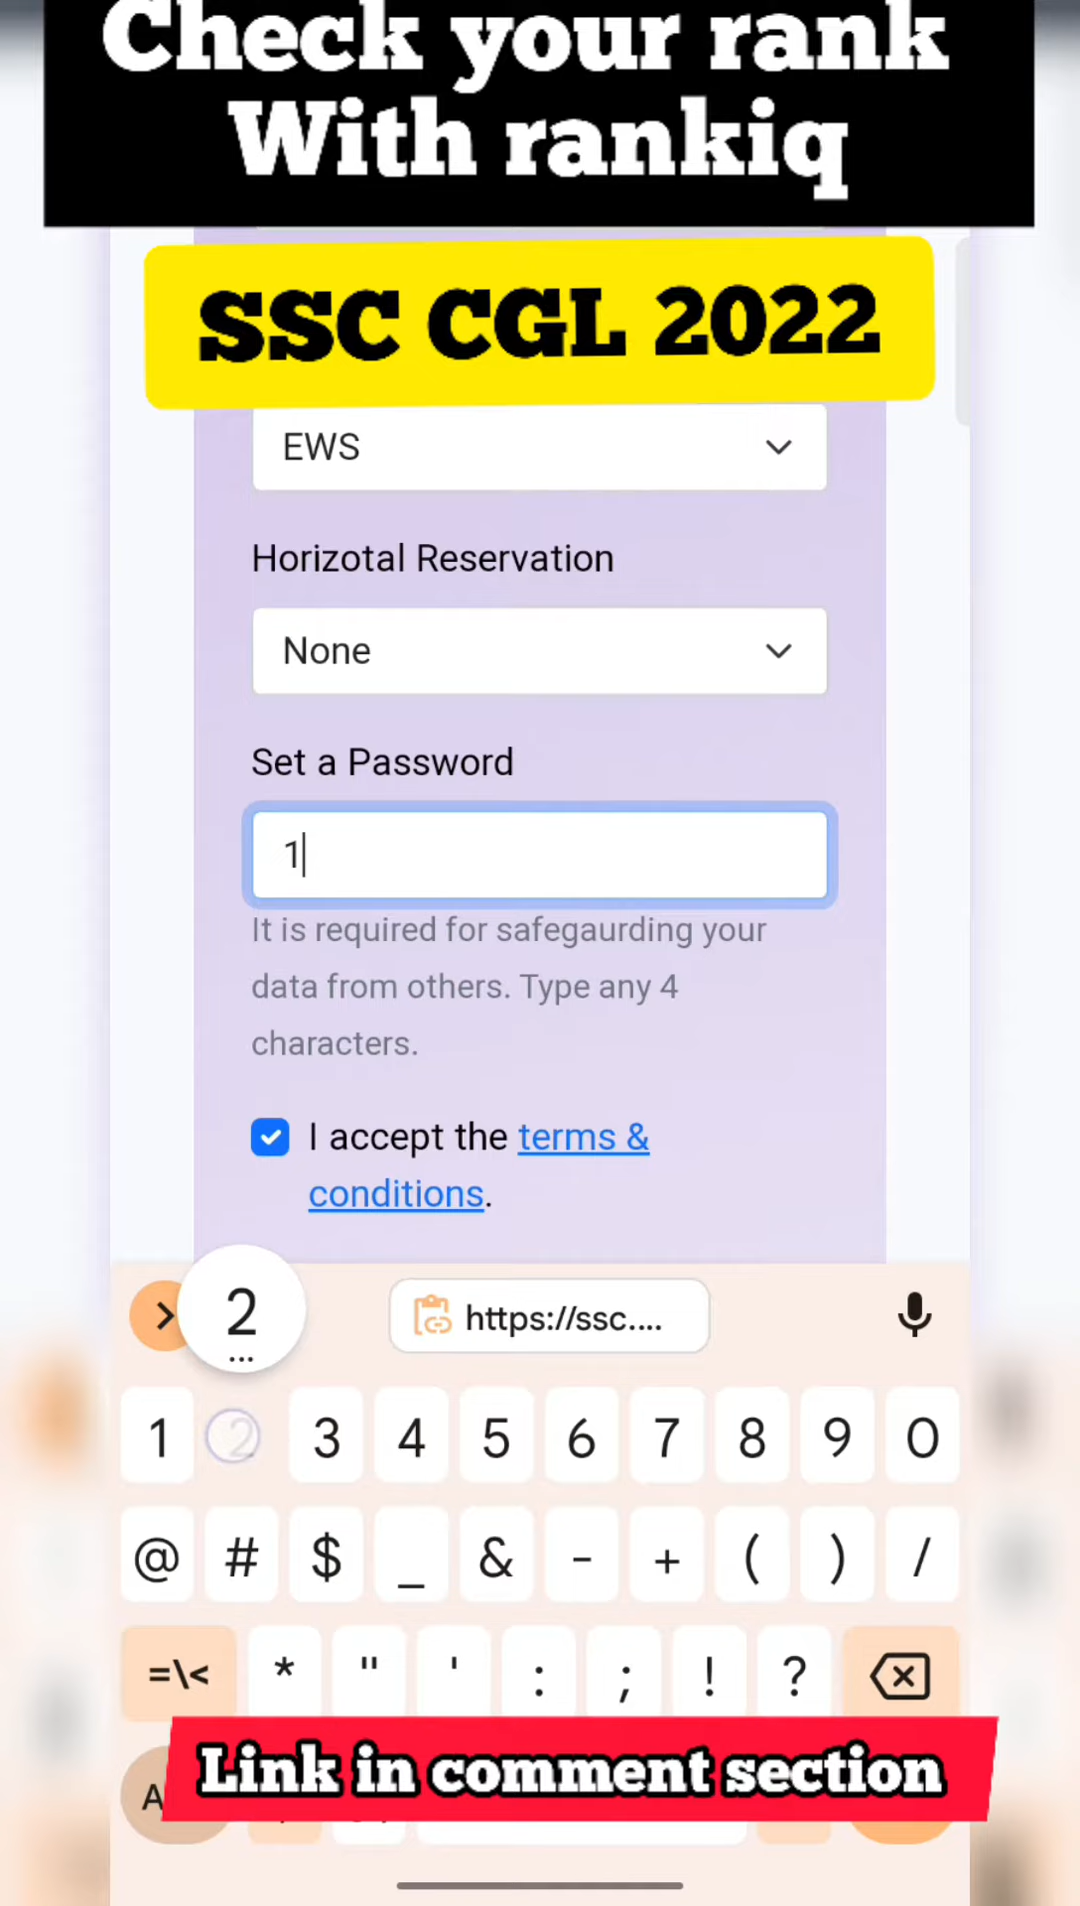 Check your rank
With rankiq
SSC CGL 2022
EWS
Horizotal Reservation
None
Set a Password
1
It is required for safegaurding your
data from others. Type any 4
characters.
I accept the terms &
conditions.
2
https://ssc....
1 2 3 4 5 6 7 8 9 0
@ # $ _ & - + ( ) /
=\< * " ' : ; ! ?
Link in comment section
A